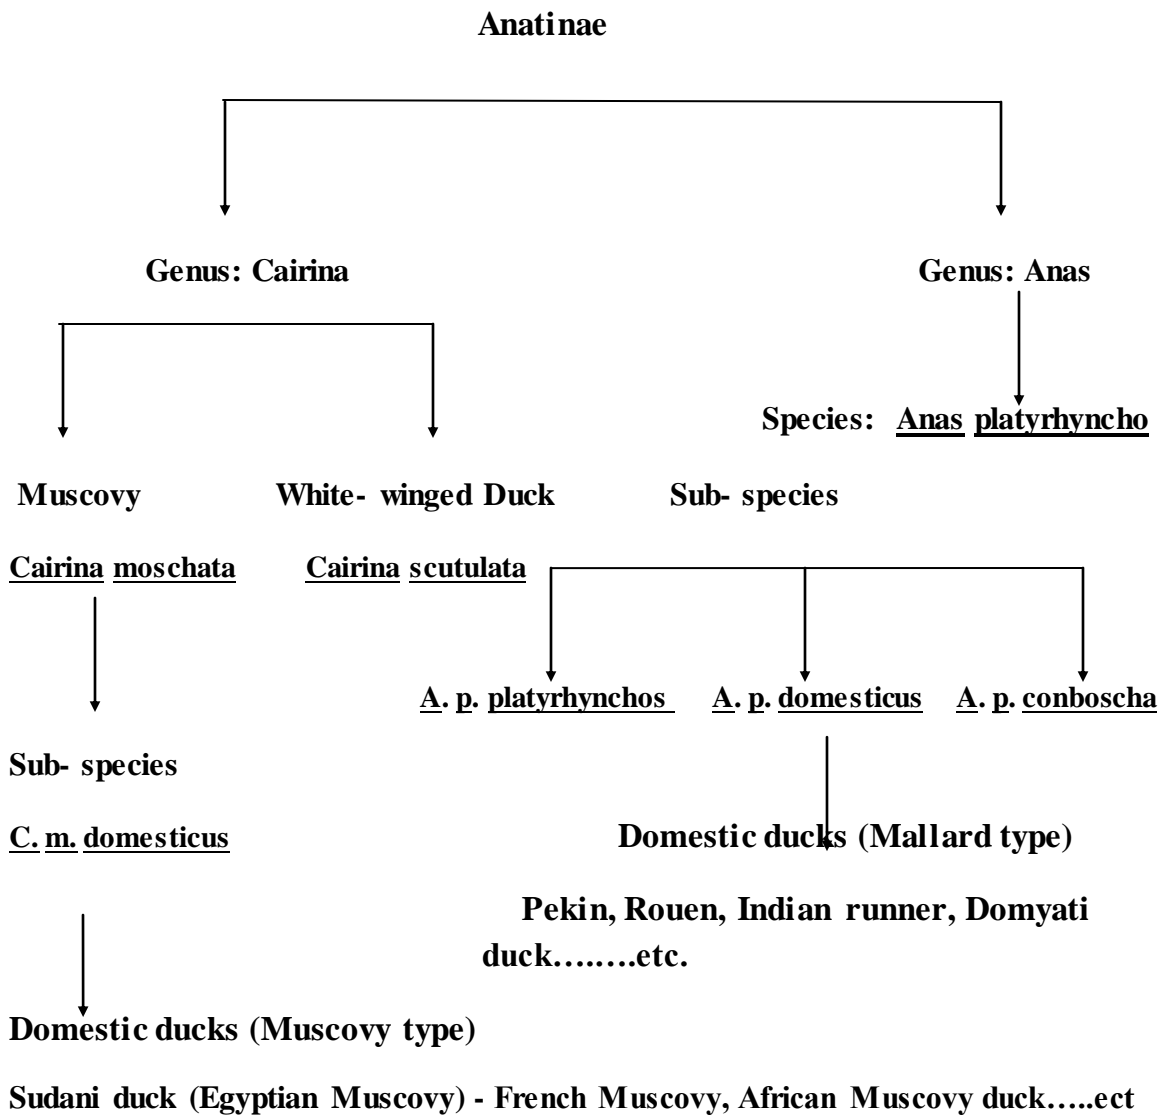 Anatinae
Genus: Cairina Genus: Anas
Species: Anas platyrhyncho
Muscovy White- winged Duck Sub- species
Cairina moschata Cairina scutulata
A. p. platyrhynchos A. p. domesticus A. p. conboscha
Sub- species
C. m. domesticus Domestic ducks (Mallard type)
Pekin, Rouen, Indian runner, Domyati
duck…....etc.
Domestic ducks (Muscovy type)
Sudani duck (Egyptian Muscovy) - French Muscovy, African Muscovy duck…..ect